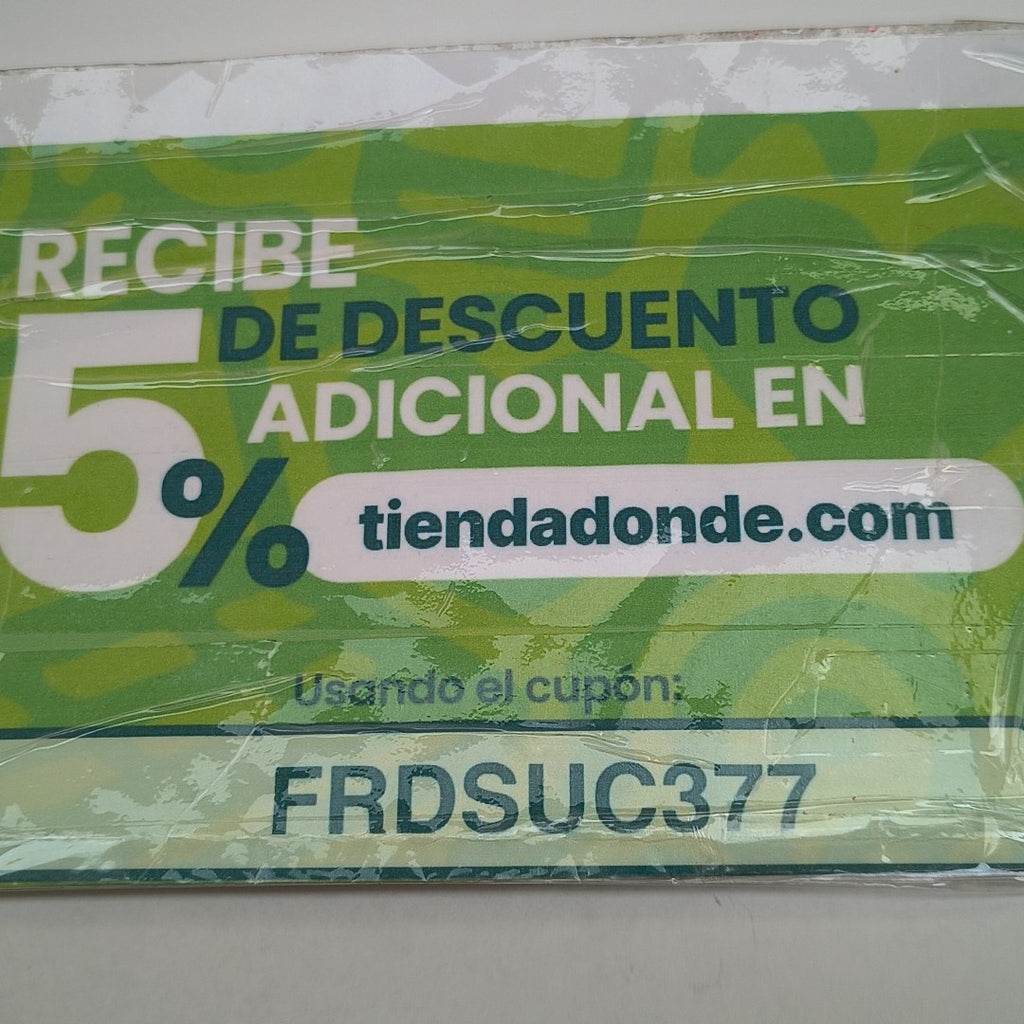 RECIBE
5% DE DESCUENTO
ADICIONAL EN
tiendadonde.com
Usando el cupón:
FRDSUC377